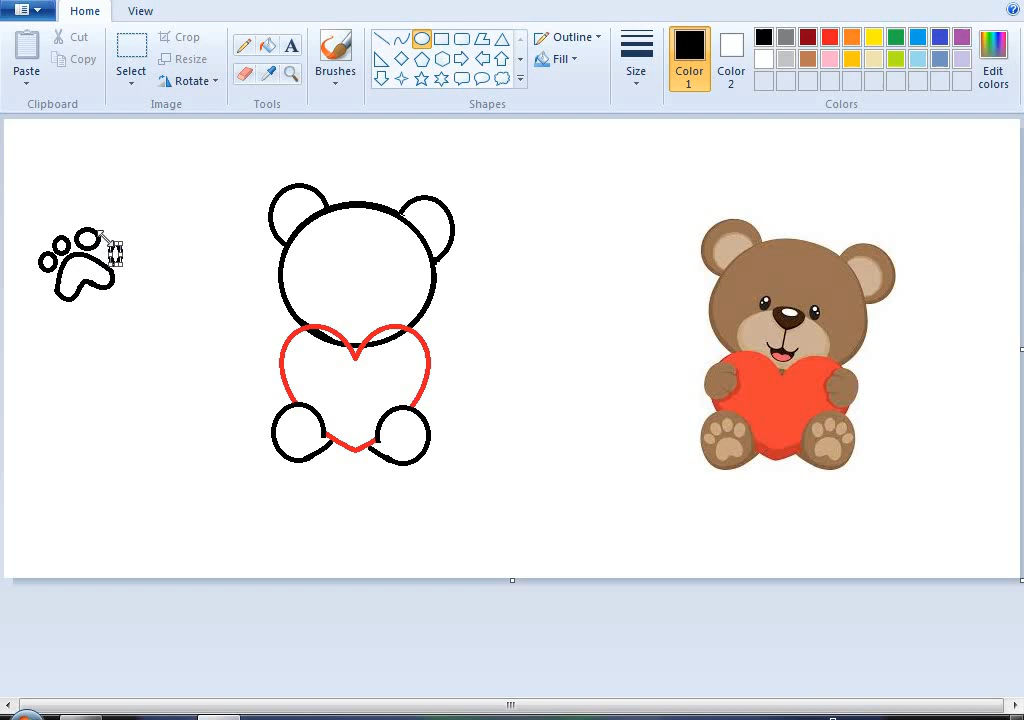 Home View
Paste
Cut
Copy
Clipboard
Select
Crop
Resize
Rotate
Image
A
Tools
Brushes
Shapes
Outline
Fill
Size
Color 1
Color 2
Edit colors
Colors